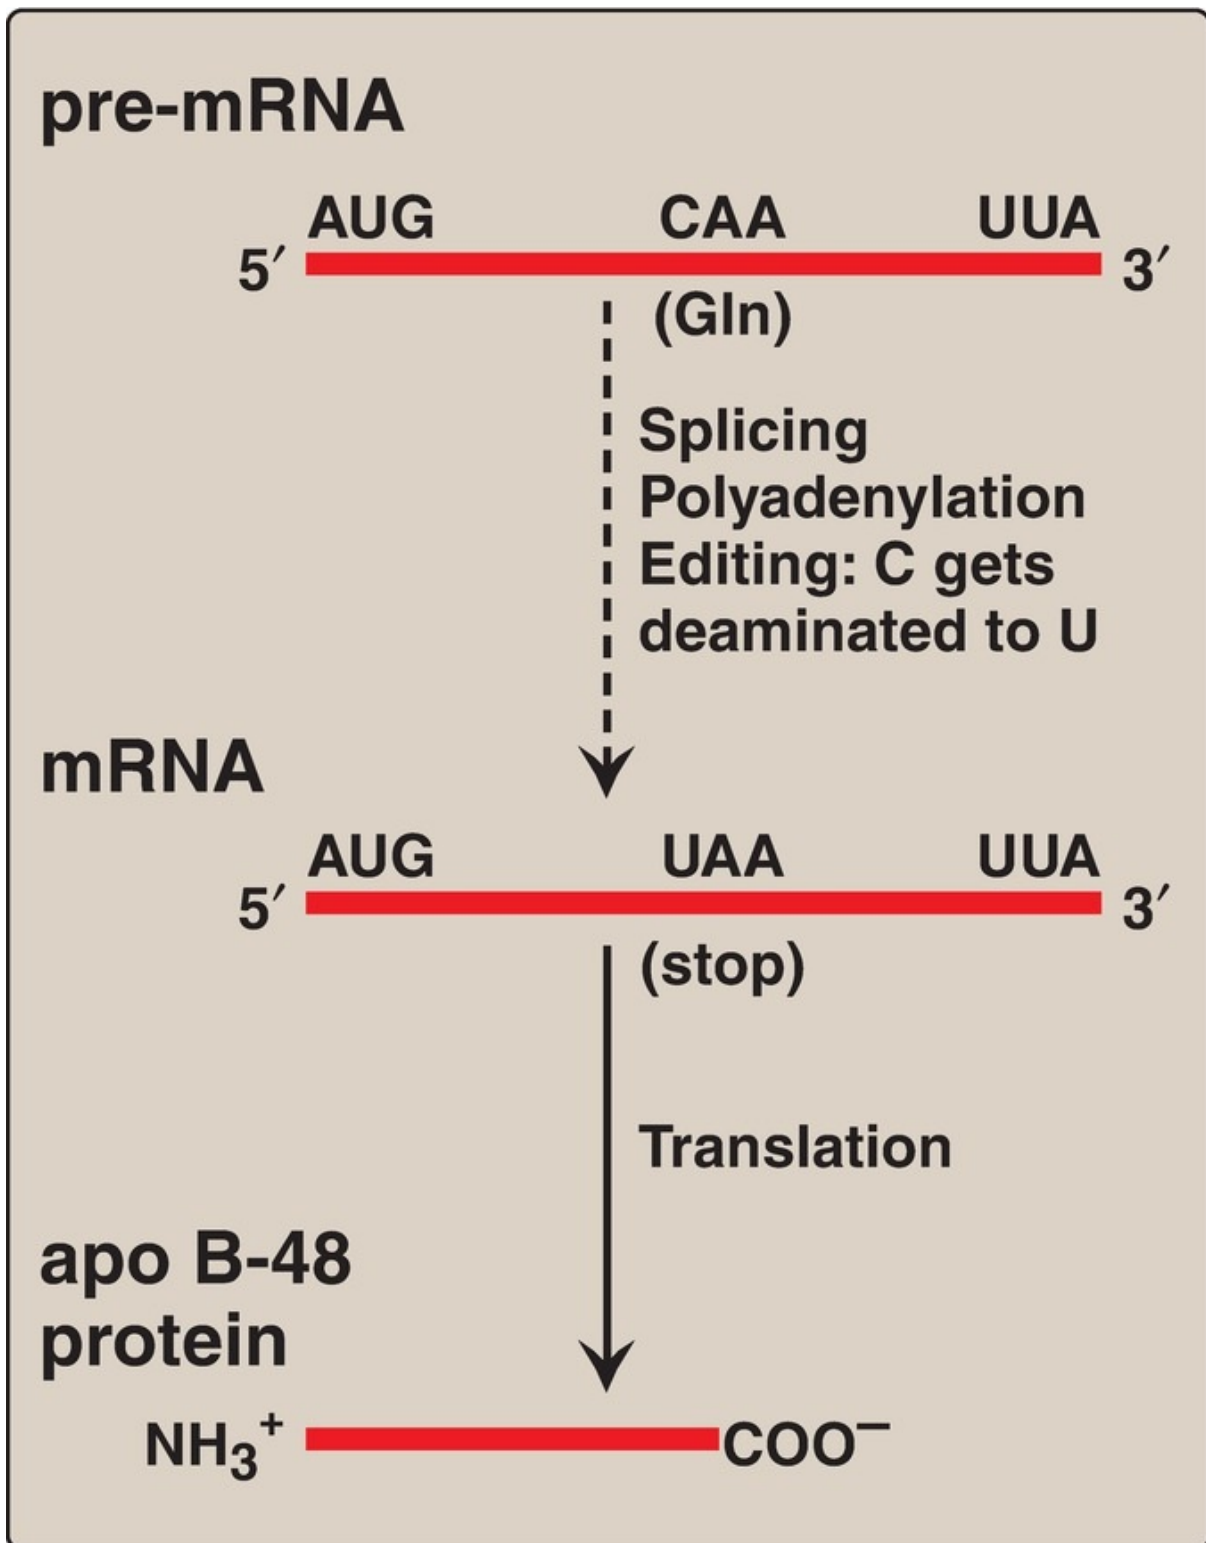 pre-mRNA
AUG CAA UUA
5′ 3′
(Gln)
Splicing
Polyadenylation
Editing: C gets
deaminated to U
mRNA
AUG UAA UUA
5′ 3′
(stop)
Translation
apo B-48
protein
NH₃⁺ COO⁻